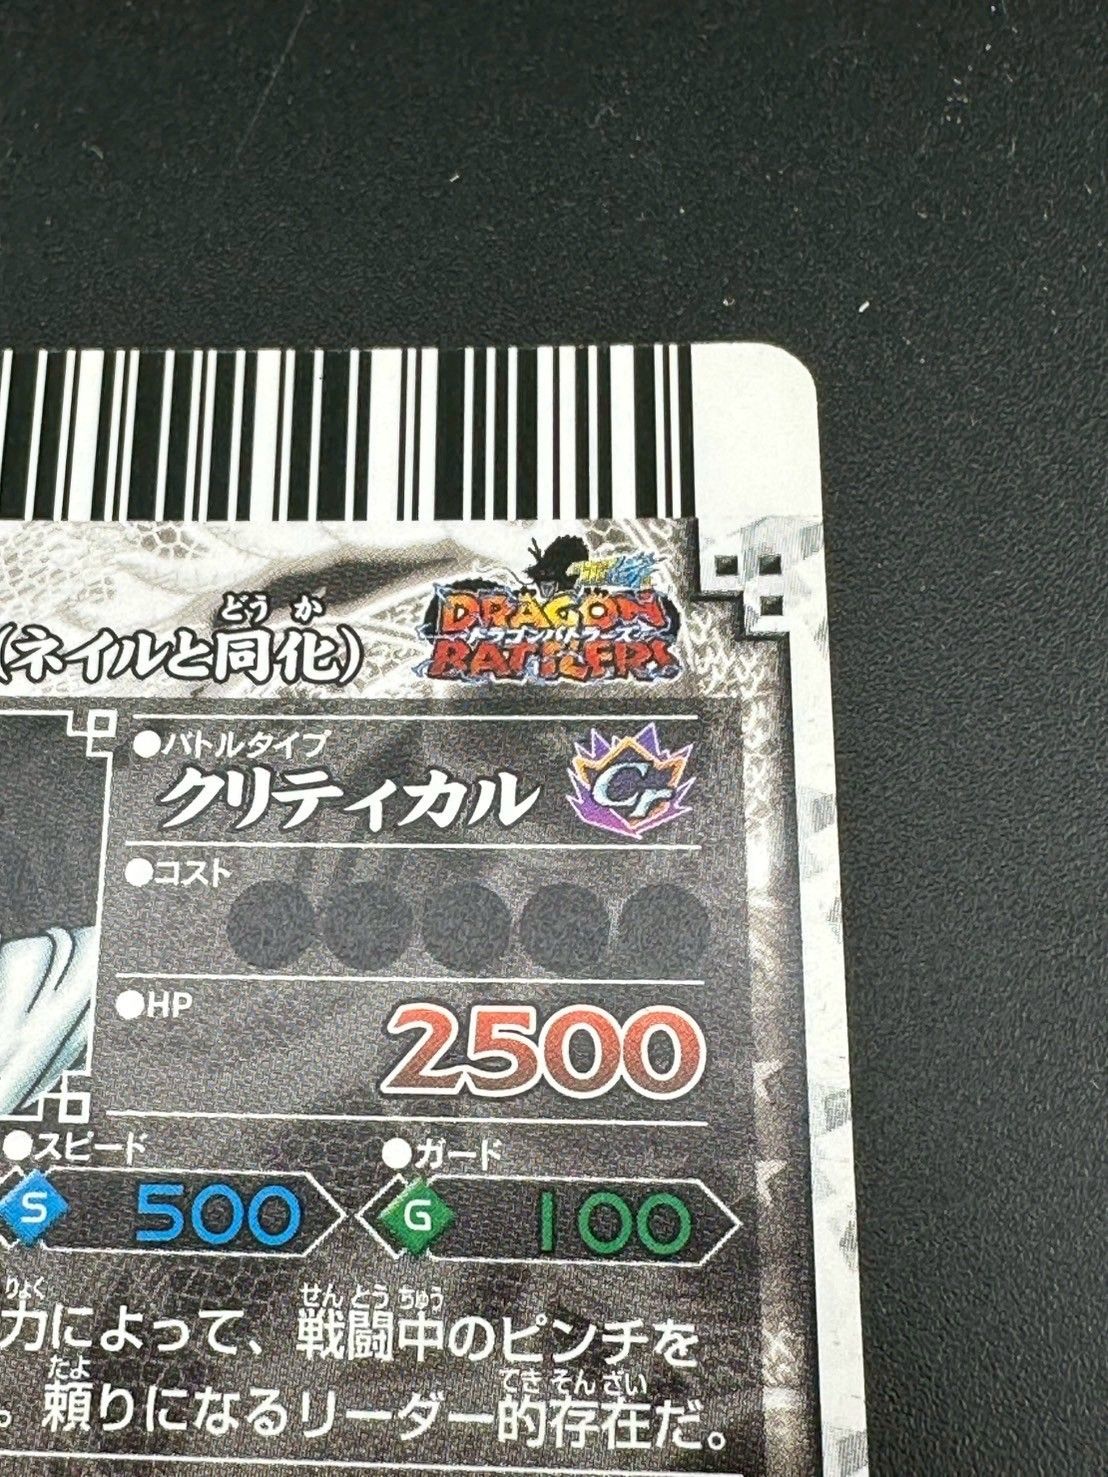 どうか
(ネイルと同化)
改
DRAGON
ドラゴンバトラーズ
BATTLERS
●バトルタイプ
クリティカル
Cr
●コスト
●HP
2500
●スピード
●ガード
S 500
G 100
りょく せんとうちゅう
力によって、戦闘中のピンチを
たよ てきそんざい
。頼りになるリーダー的存在だ。